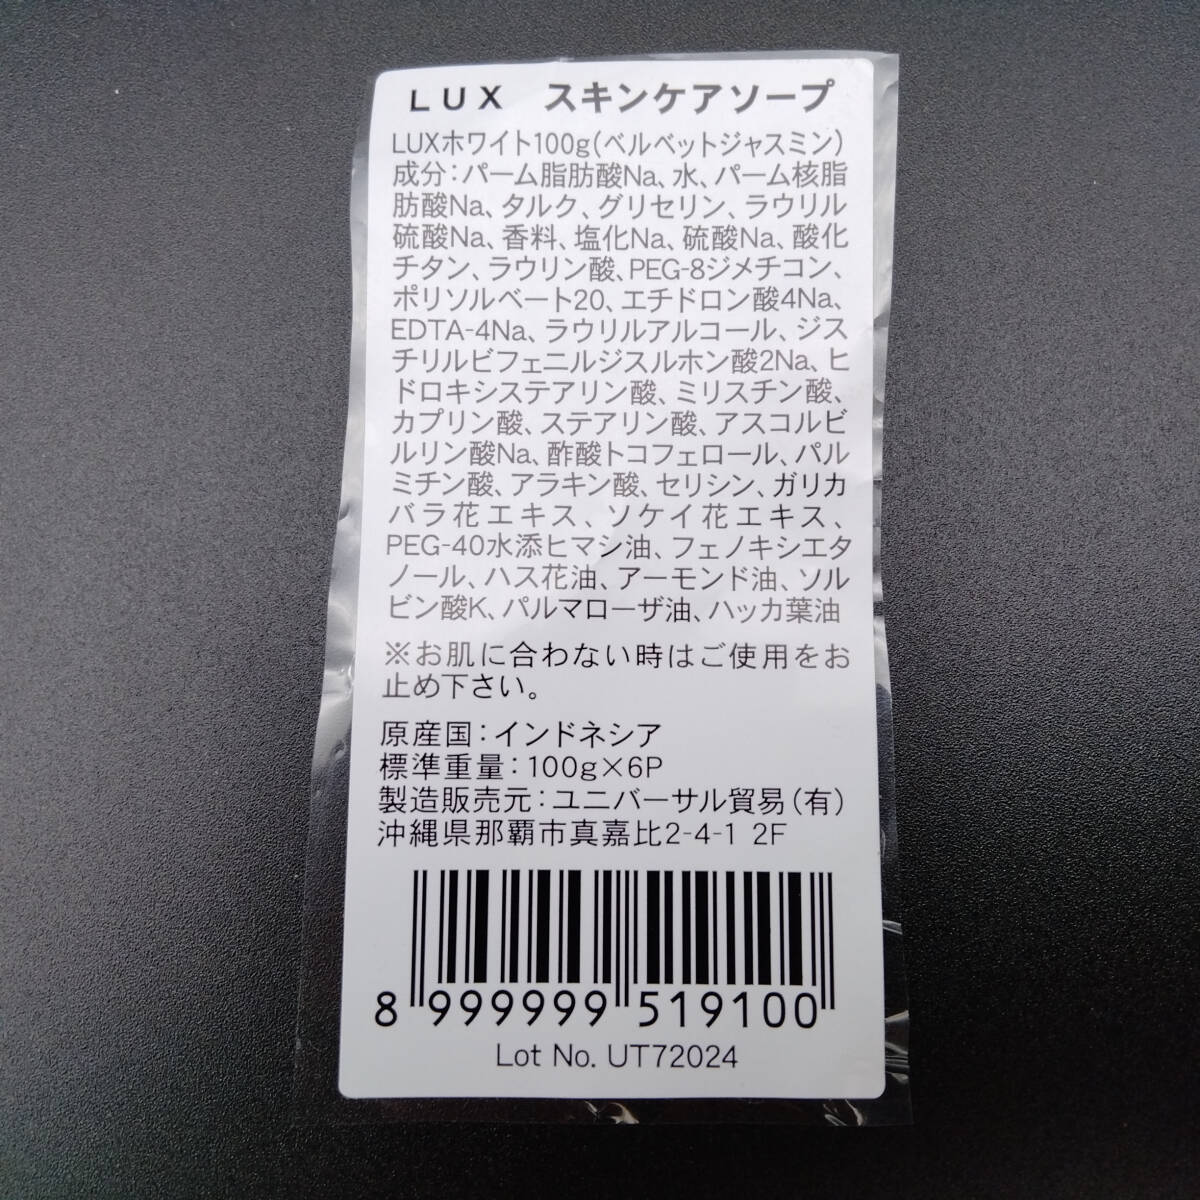 LUX スキンケアソープ
LUXホワイト100g(ベルベットジャスミン)
成分:パーム脂肪酸Na、水、パーム核脂
肪酸Na、タルク、グリセリン、ラウリル
硫酸Na、香料、塩化Na、硫酸Na、酸化
チタン、ラウリン酸、PEG-8ジメチコン、
ポリソルベート20、エチドロン酸4Na、
EDTA-4Na、ラウリルアルコール、ジス
チリルビフェニルジスルホン酸2Na、ヒ
ドロキシステアリン酸、ミリスチン酸、
カプリン酸、ステアリン酸、アスコルビ
ルリン酸Na、酢酸トコフェロール、パル
ミチン酸、アラキン酸、セリシン、ガリカ
バラ花エキス、ソケイ花エキス、
PEG-40水添ヒマシ油、フェノキシエタ
ノール、ハス花油、アーモンド油、ソル
ビン酸K、パルマローザ油、ハッカ葉油
※お肌に合わない時はご使用をお
止め下さい。
原産国:インドネシア
標準重量:100g×6P
製造販売元:ユニバーサル貿易(有)
沖縄県那覇市真嘉比2-4-1 2F
8 999999 519100
Lot No. UT72024